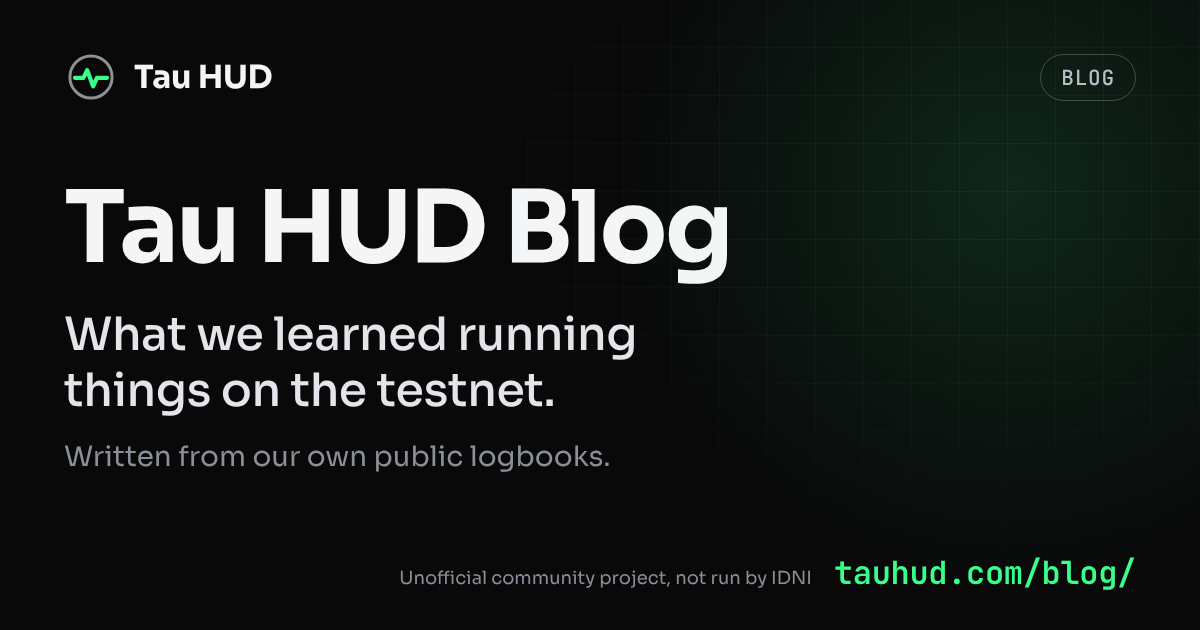 Tau HUD
BLOG
Tau HUD Blog
What we learned running
things on the testnet.
Written from our own public logbooks.
Unofficial community project, not run by IDNI
tauhud.com/blog/